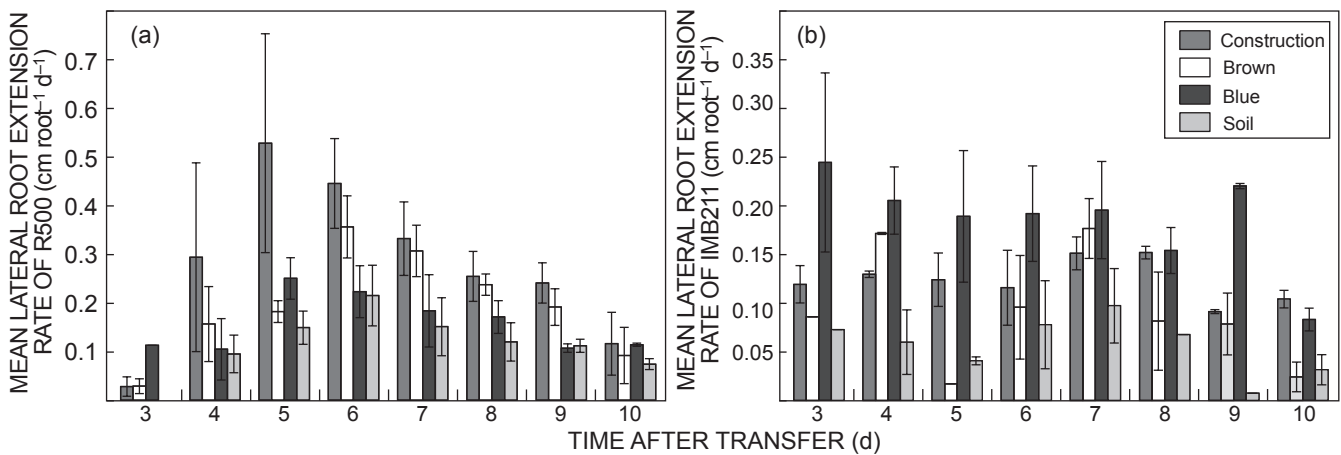 (a)
MEAN LATERAL ROOT EXTENSION
RATE OF R500 (cm root⁻¹ d⁻¹)
0.7
0.6
0.5
0.4
0.3
0.2
0.1
3 4 5 6 7 8 9 10
(b)
MEAN LATERAL ROOT EXTENSION
RATE OF IMB211 (cm root⁻¹ d⁻¹)
0.35
0.30
0.25
0.20
0.15
0.10
0.05
Construction
Brown
Blue
Soil
3 4 5 6 7 8 9 10
TIME AFTER TRANSFER (d)